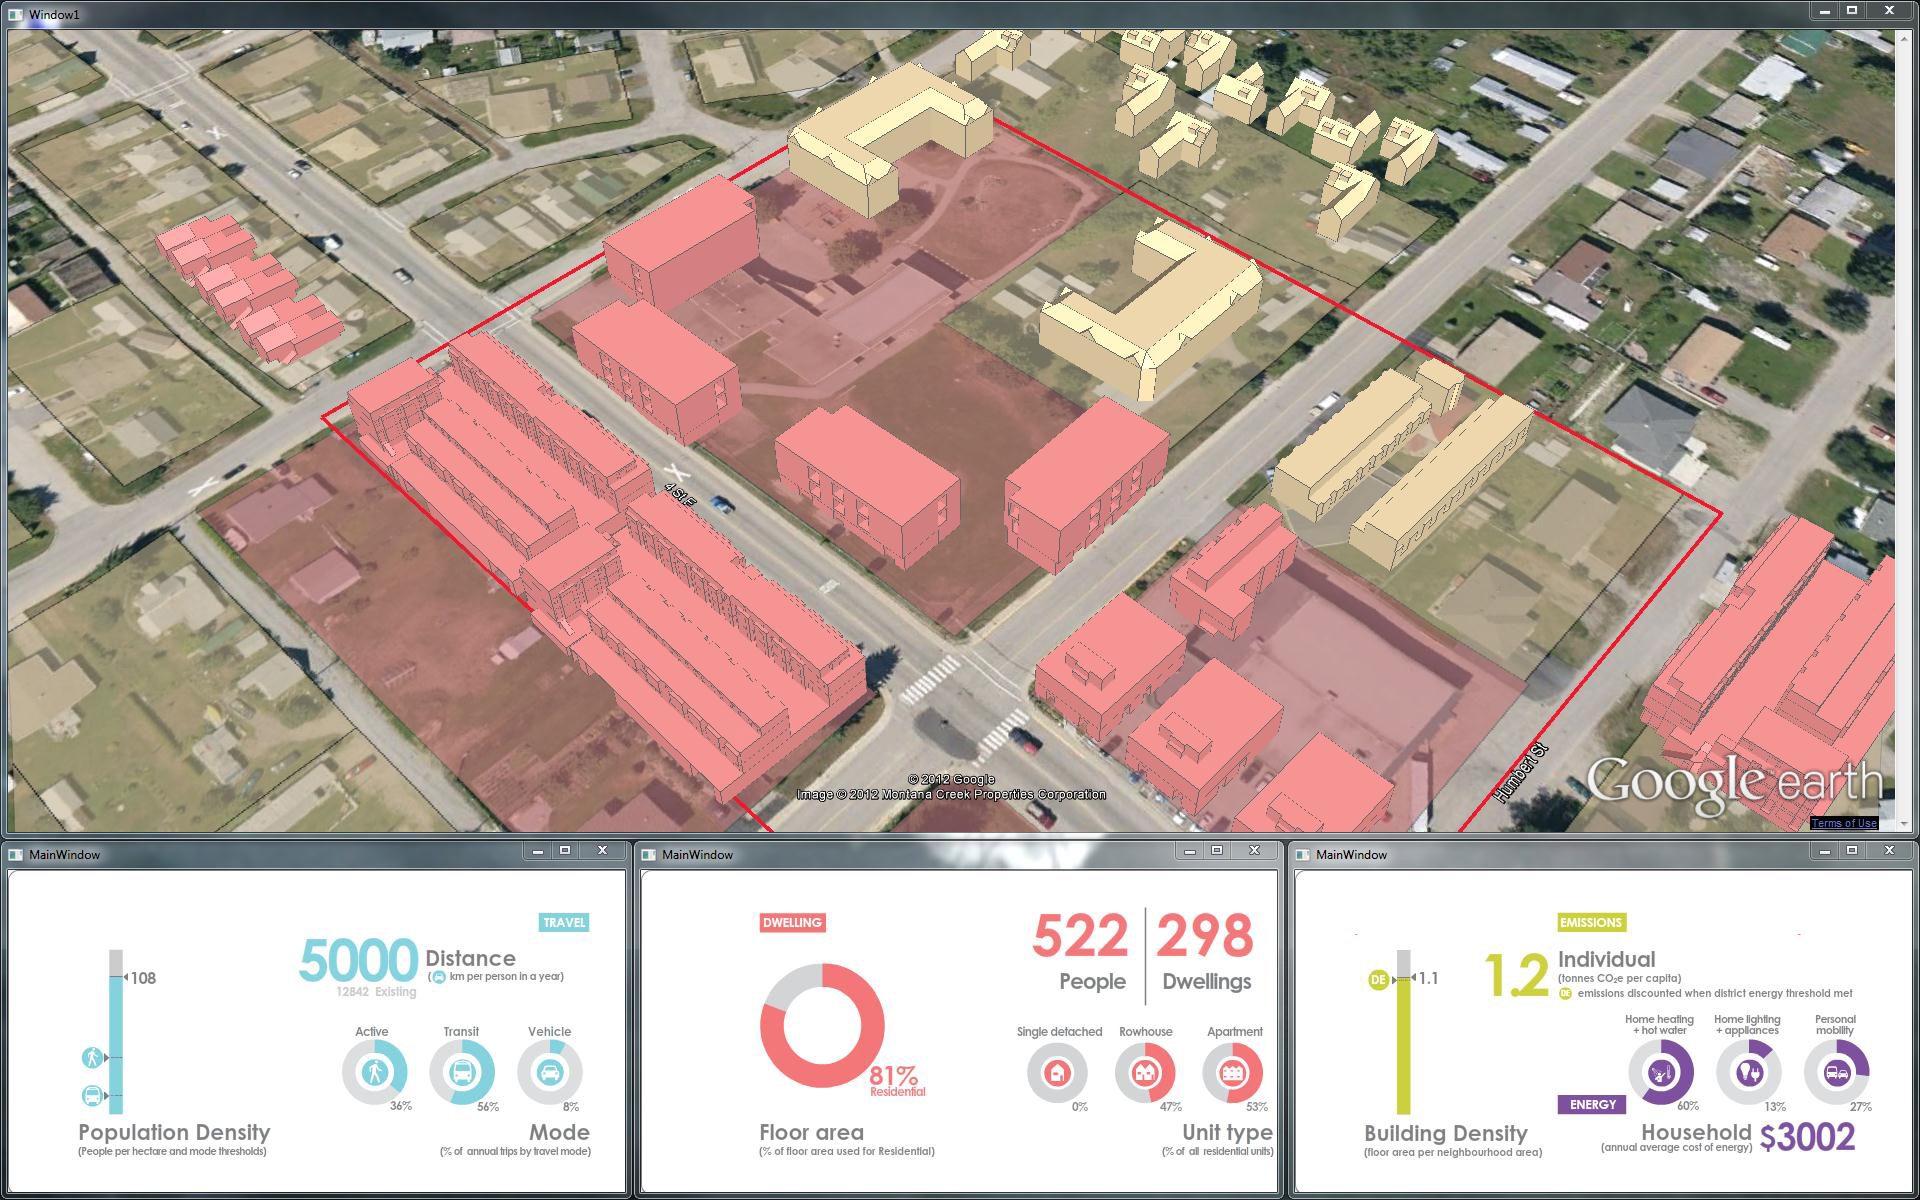 Window1
4 St E
© 2012 Google
Image © 2012 Montana Creek Properties Corporation
Humbert St
Google earth
Terms of Use
MainWindow
TRAVEL
5000 Distance
(km per person in a year)
12842 Existing
108
Active Transit Vehicle
36% 56% 8%
Population Density
(People per hectare and mode thresholds)
Mode
(% of annual trips by travel mode)
MainWindow
DWELLING
522 298
People Dwellings
81%
Residential
Single detached Rowhouse Apartment
0% 47% 53%
Floor area
(% of floor area used for Residential)
Unit type
(% of all residential units)
MainWindow
EMISSIONS
1.2 Individual
(tonnes CO₂e per capita)
DE emissions discounted when district energy threshold met
DE 1.1
Home heating
+ hot water
Home lighting
+ appliances
Personal
mobility
60% 13% 27%
ENERGY
Building Density
(floor area per neighbourhood area)
Household $3002
(annual average cost of energy)